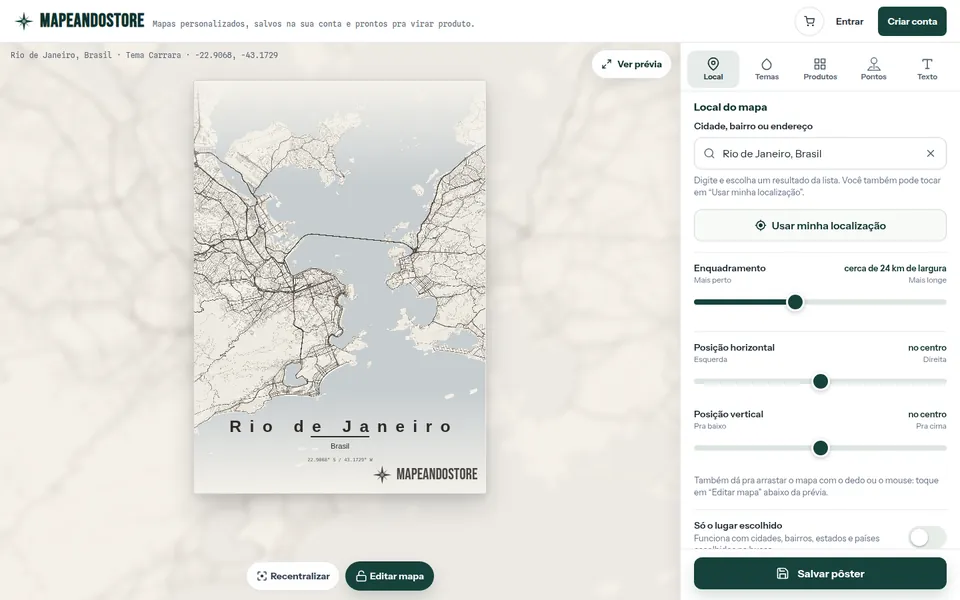 MAPEANDOSTORE
Mapas personalizados, salvos na sua conta e prontos pra virar produto.
Entrar
Criar conta
Rio de Janeiro, Brasil · Tema Carrara · -22.9068, -43.1729
Ver prévia
Rio de Janeiro
Brasil
22.9068° S / 43.1729° W
MAPEANDOSTORE
Recentralizar
Editar mapa
Local
Temas
Produtos
Pontos
Texto
Local do mapa
Cidade, bairro ou endereço
Rio de Janeiro, Brasil
Digite e escolha um resultado da lista. Você também pode tocar
em “Usar minha localização”.
Usar minha localização
Enquadramento
cerca de 24 km de largura
Mais perto
Mais longe
Posição horizontal
no centro
Esquerda
Direita
Posição vertical
no centro
Pra baixo
Pra cima
Também dá pra arrastar o mapa com o dedo ou o mouse: toque
em “Editar mapa” abaixo da prévia.
Só o lugar escolhido
Funciona com cidades, bairros, estados e países
Salvar pôster